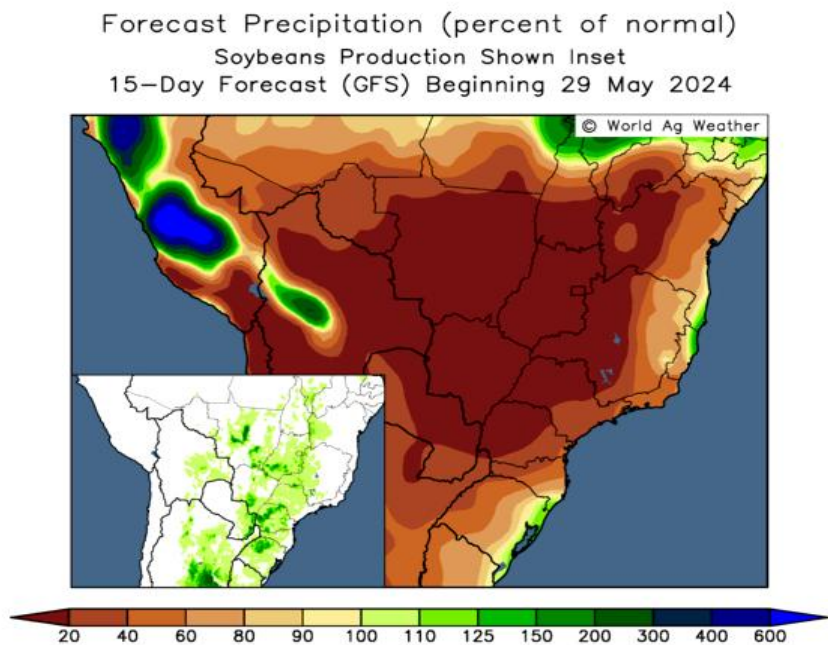 Forecast Precipitation (percent of normal)
Soybeans Production Shown Inset
15-Day Forecast (GFS) Beginning 29 May 2024
© World Ag Weather
20 40 60 80 90 100 110 125 150 200 300 400 600